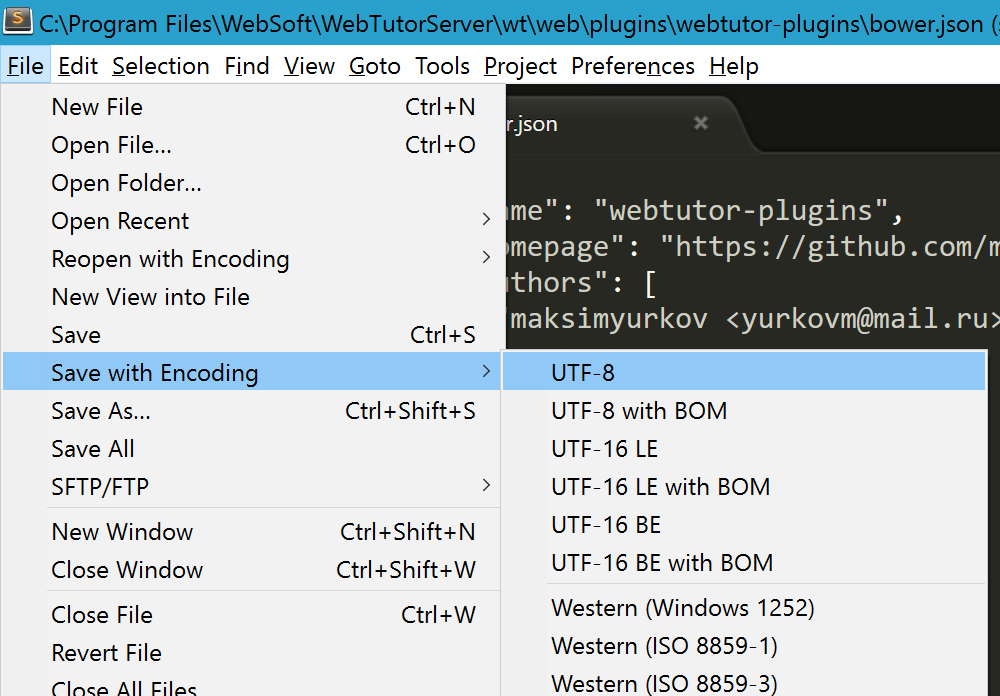 C:\Program Files\WebSoft\WebTutorServer\wt\web\plugins\webtutor-plugins\bower.json (
File Edit Selection Find View Goto Tools Project Preferences Help
New File Ctrl+N
Open File... Ctrl+O
Open Folder...
Open Recent
Reopen with Encoding
New View into File
Save Ctrl+S
Save with Encoding
Save As... Ctrl+Shift+S
Save All
SFTP/FTP
New Window Ctrl+Shift+N
Close Window Ctrl+Shift+W
Close File Ctrl+W
Revert File
Close All Files
r.json ×
me": "webtutor-plugins",
omepage": "https://github.com/m
thors": [
maksimyurkov <yurkovm@mail.ru>
UTF-8
UTF-8 with BOM
UTF-16 LE
UTF-16 LE with BOM
UTF-16 BE
UTF-16 BE with BOM
Western (Windows 1252)
Western (ISO 8859-1)
Western (ISO 8859-3)